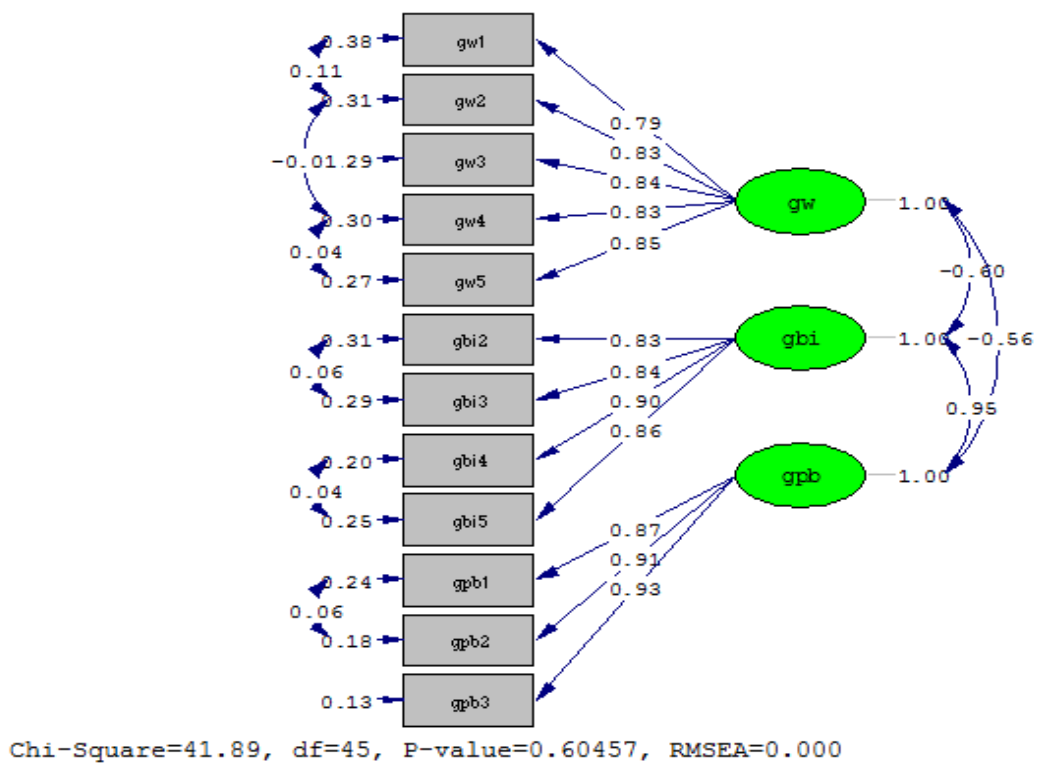 0.38 gw1
0.11
0.79
0.31 gw2
0.83
-0.01.29 gw3
0.84
gw 1.00
0.30 gw4
0.83
0.04
0.85
-0.60
0.27 gw5
0.31 gbi2
0.83
gbi 1.00 -0.56
0.06
0.84
0.29 gbi3
0.90
0.95
0.86
0.20 gbi4
gpb 1.00
0.04
0.25 gbi5
0.87
0.91
0.24 gpb1
0.93
0.06
0.18 gpb2
0.13 gpb3
Chi-Square=41.89, df=45, P-value=0.60457, RMSEA=0.000